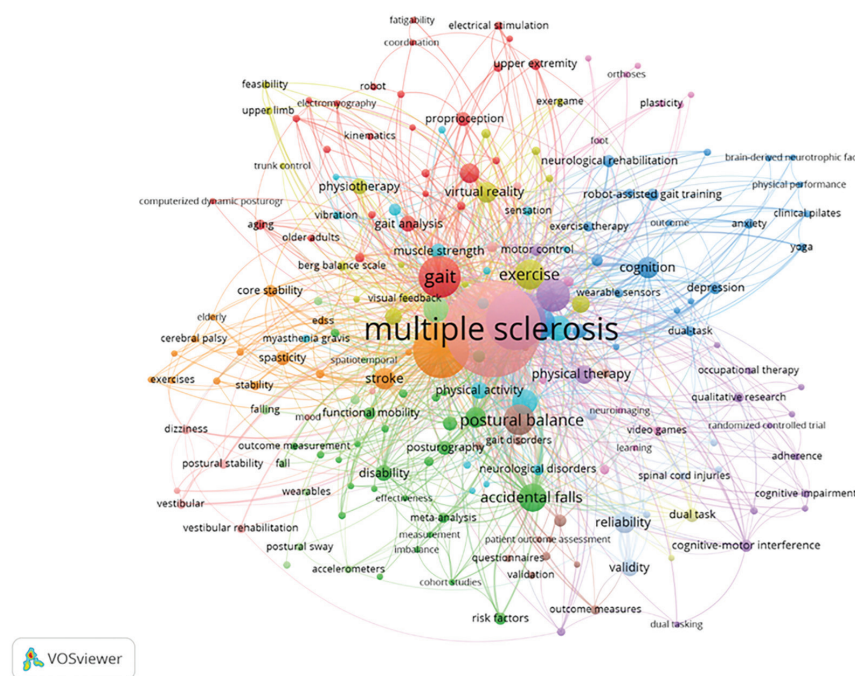 fatigability
electrical stimulation
coordination
upper extremity
orthoses
feasibility
robot
exergame
plasticity
electromyography
upper limb
proprioception
kinematics
foot
neurological rehabilitation
brain-derived neurotrophic fac
trunk control
physiotherapy
virtual reality
robot-assisted gait training
physical performance
computerized dynamic posturogr
vibration
sensation
clinical pilates
aging
gait analysis
exercise therapy
outcome
anxiety
older adults
muscle strength
motor control
yoga
berg balance scale
gait
exercise
cognition
core stability
visual feedback
wearable sensors
depression
elderly
edss
multiple sclerosis
dual-task
cerebral palsy
myasthenia gravis
spasticity
spatiotemporal
occupational therapy
exercises
stability
stroke
physical activity
physical therapy
qualitative research
falling
mood
functional mobility
postural balance
neuroimaging
randomized controlled trial
dizziness
video games
outcome measurement
posturography
gait disorders
learning
adherence
postural stability
fall
disability
neurological disorders
spinal cord injuries
cognitive impairment
wearables
effectiveness
accidental falls
vestibular
meta-analysis
dual task
vestibular rehabilitation
measurement
reliability
patient outcome assessment
postural sway
imbalance
cognitive-motor interference
questionnaires
accelerometers
cohort studies
validation
validity
risk factors
outcome measures
dual tasking
VOSviewer